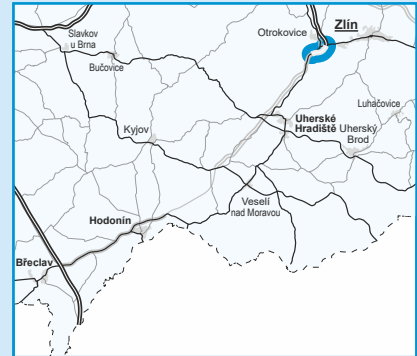 Otrokovice
Zlín
Slavkov
u Brna
Bučovice
Luhačovice
Kyjov
Uherské
Hradiště
Uherský
Brod
Veselí
nad Moravou
Hodonín
Břeclav